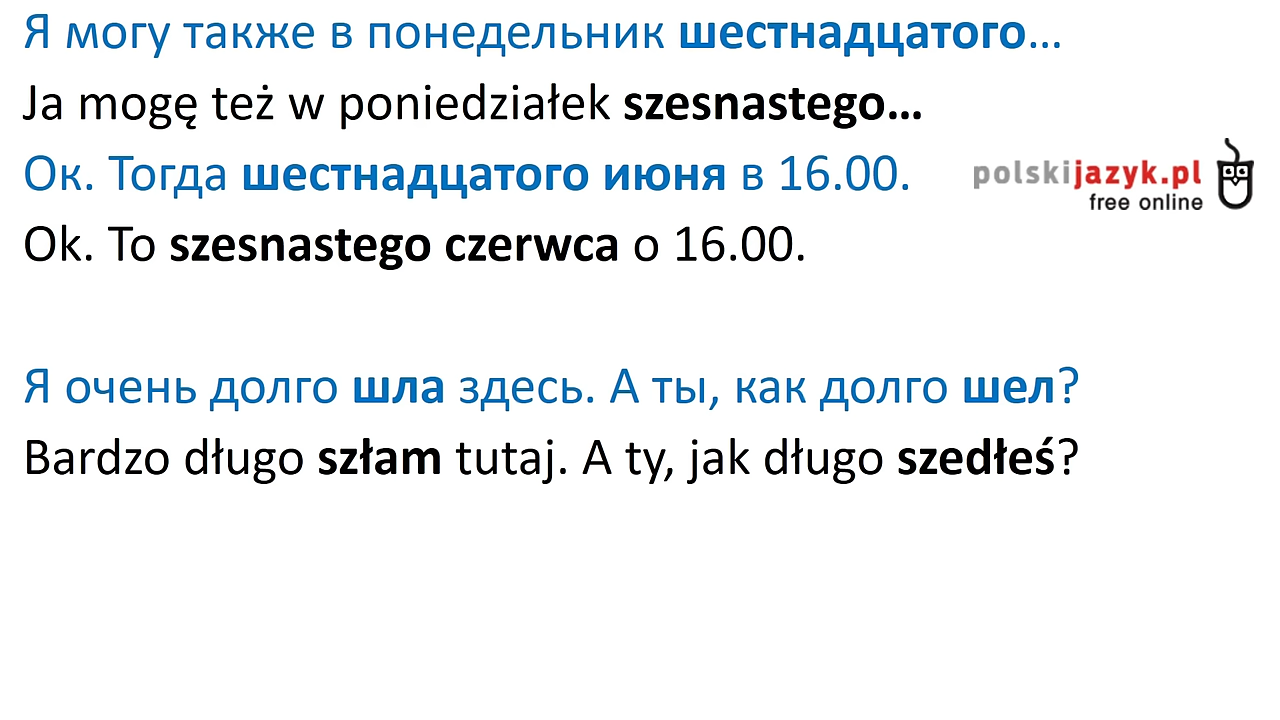 Я могу также в понедельник шестнадцатого…
Ja mogę też w poniedziałek szesnastego…
Ок. Тогда шестнадцатого июня в 16.00.
polskijazyk.pl
free online
Ok. To szesnastego czerwca o 16.00.
Я очень долго шла здесь. А ты, как долго шел?
Bardzo długo szłam tutaj. A ty, jak długo szedłeś?